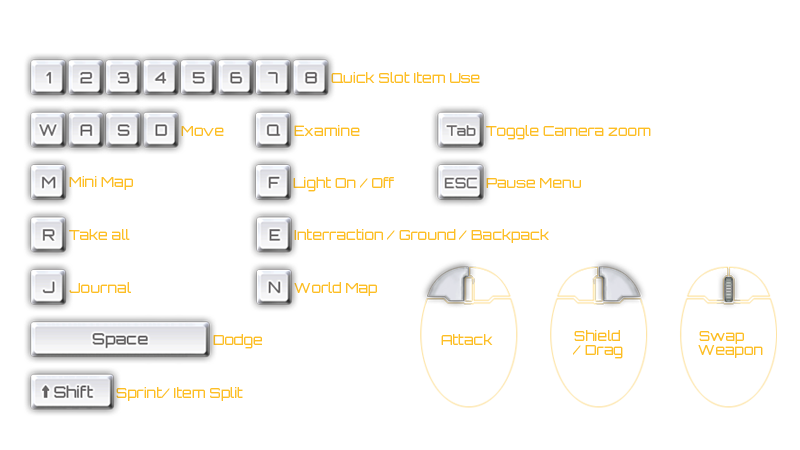 1 2 3 4 5 6 7 8 Quick Slot Item Use
W A S D Move
Q Examine
Tab Toggle Camera zoom
M Mini Map
F Light On / Off
ESC Pause Menu
R Take all
E Interraction / Ground / Backpack
J Journal
N World Map
Space Dodge
Attack
Shield
/ Drag
Swap
Weapon
⬆ Shift Sprint/ Item Split